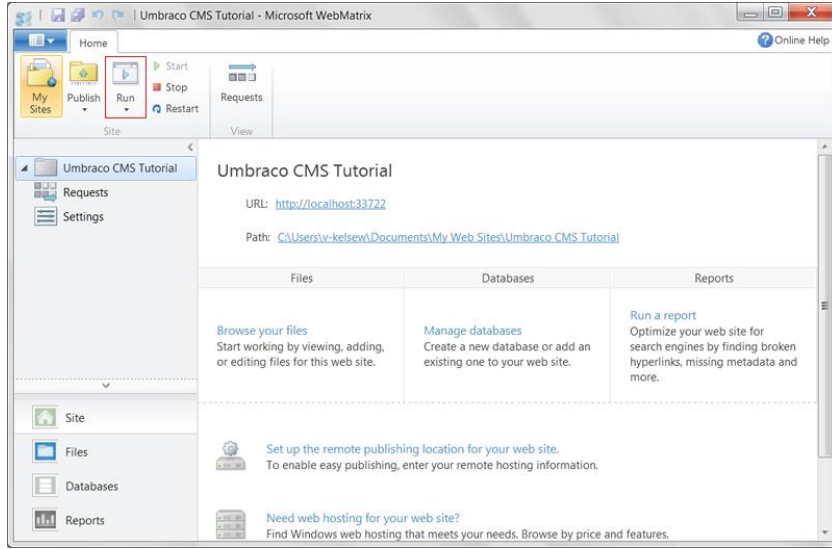 Umbraco CMS Tutorial - Microsoft WebMatrix
Home
Online Help
My Sites
Publish
Run
Start
Stop
Restart
Requests
Site
View
Umbraco CMS Tutorial
Requests
Settings
Site
Files
Databases
Reports
Umbraco CMS Tutorial
URL: http://localhost:33722
Path: C:\Users\v-kelsew\Documents\My Web Sites\Umbraco CMS Tutorial
Files
Databases
Reports
Browse your files
Start working by viewing, adding,
or editing files for this web site.
Manage databases
Create a new database or add an
existing one to your web site.
Run a report
Optimize your web site for
search engines by finding broken
hyperlinks, missing metadata and
more.
Set up the remote publishing location for your web site.
To enable easy publishing, enter your remote hosting information.
Need web hosting for your web site?
Find Windows web hosting that meets your needs. Browse by price and features.